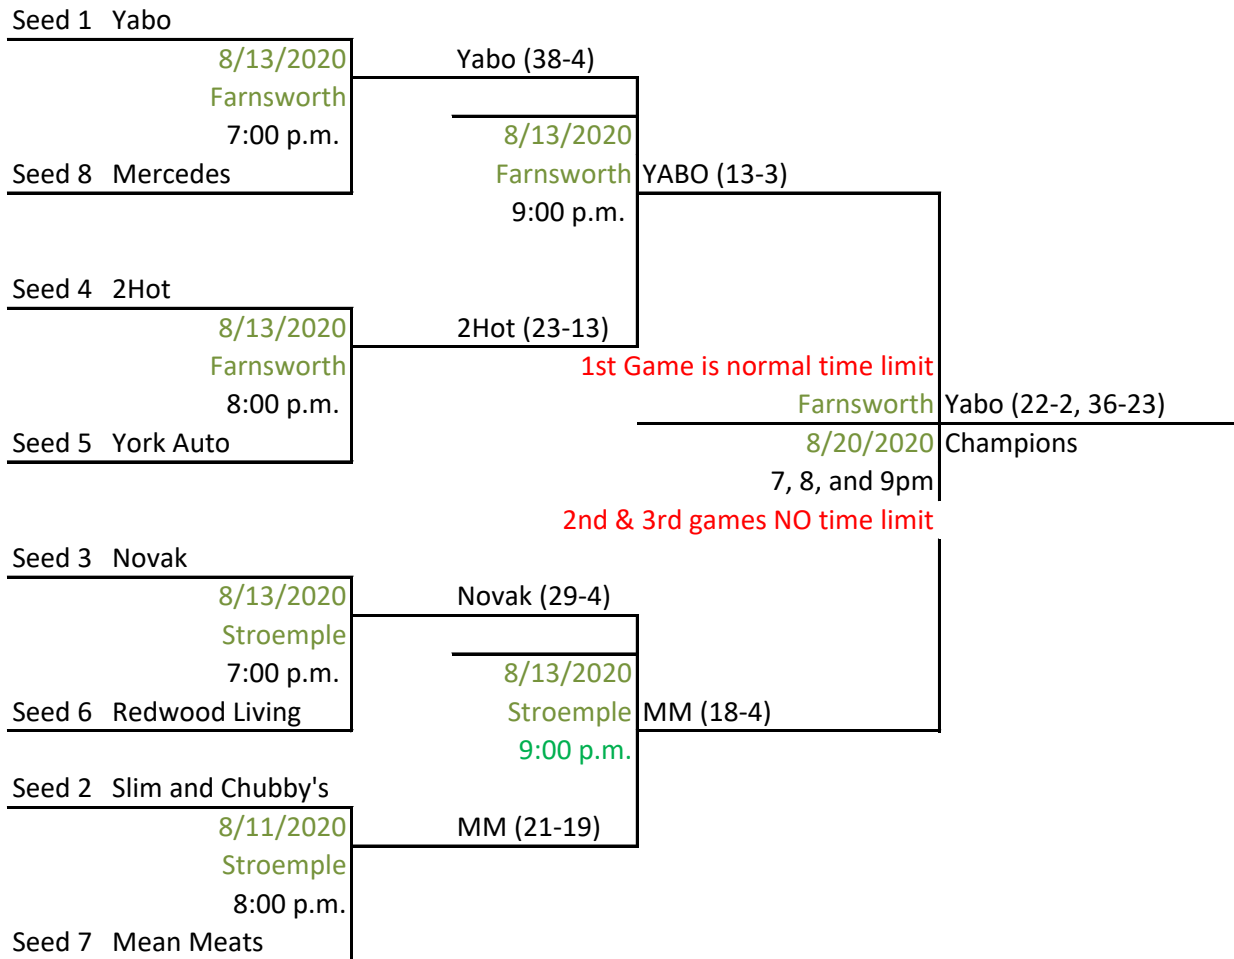 Seed 1 Yabo
8/13/2020 Yabo (38-4)
Farnsworth
7:00 p.m. 8/13/2020
Seed 8 Mercedes Farnsworth YABO (13-3)
9:00 p.m.
Seed 4 2Hot
8/13/2020 2Hot (23-13)
Farnsworth 1st Game is normal time limit
8:00 p.m. Farnsworth Yabo (22-2, 36-23)
Seed 5 York Auto 8/20/2020 Champions
7, 8, and 9pm
2nd & 3rd games NO time limit
Seed 3 Novak
8/13/2020 Novak (29-4)
Stroemple
7:00 p.m. 8/13/2020
Seed 6 Redwood Living Stroemple MM (18-4)
9:00 p.m.
Seed 2 Slim and Chubby's
8/11/2020 MM (21-19)
Stroemple
8:00 p.m.
Seed 7 Mean Meats